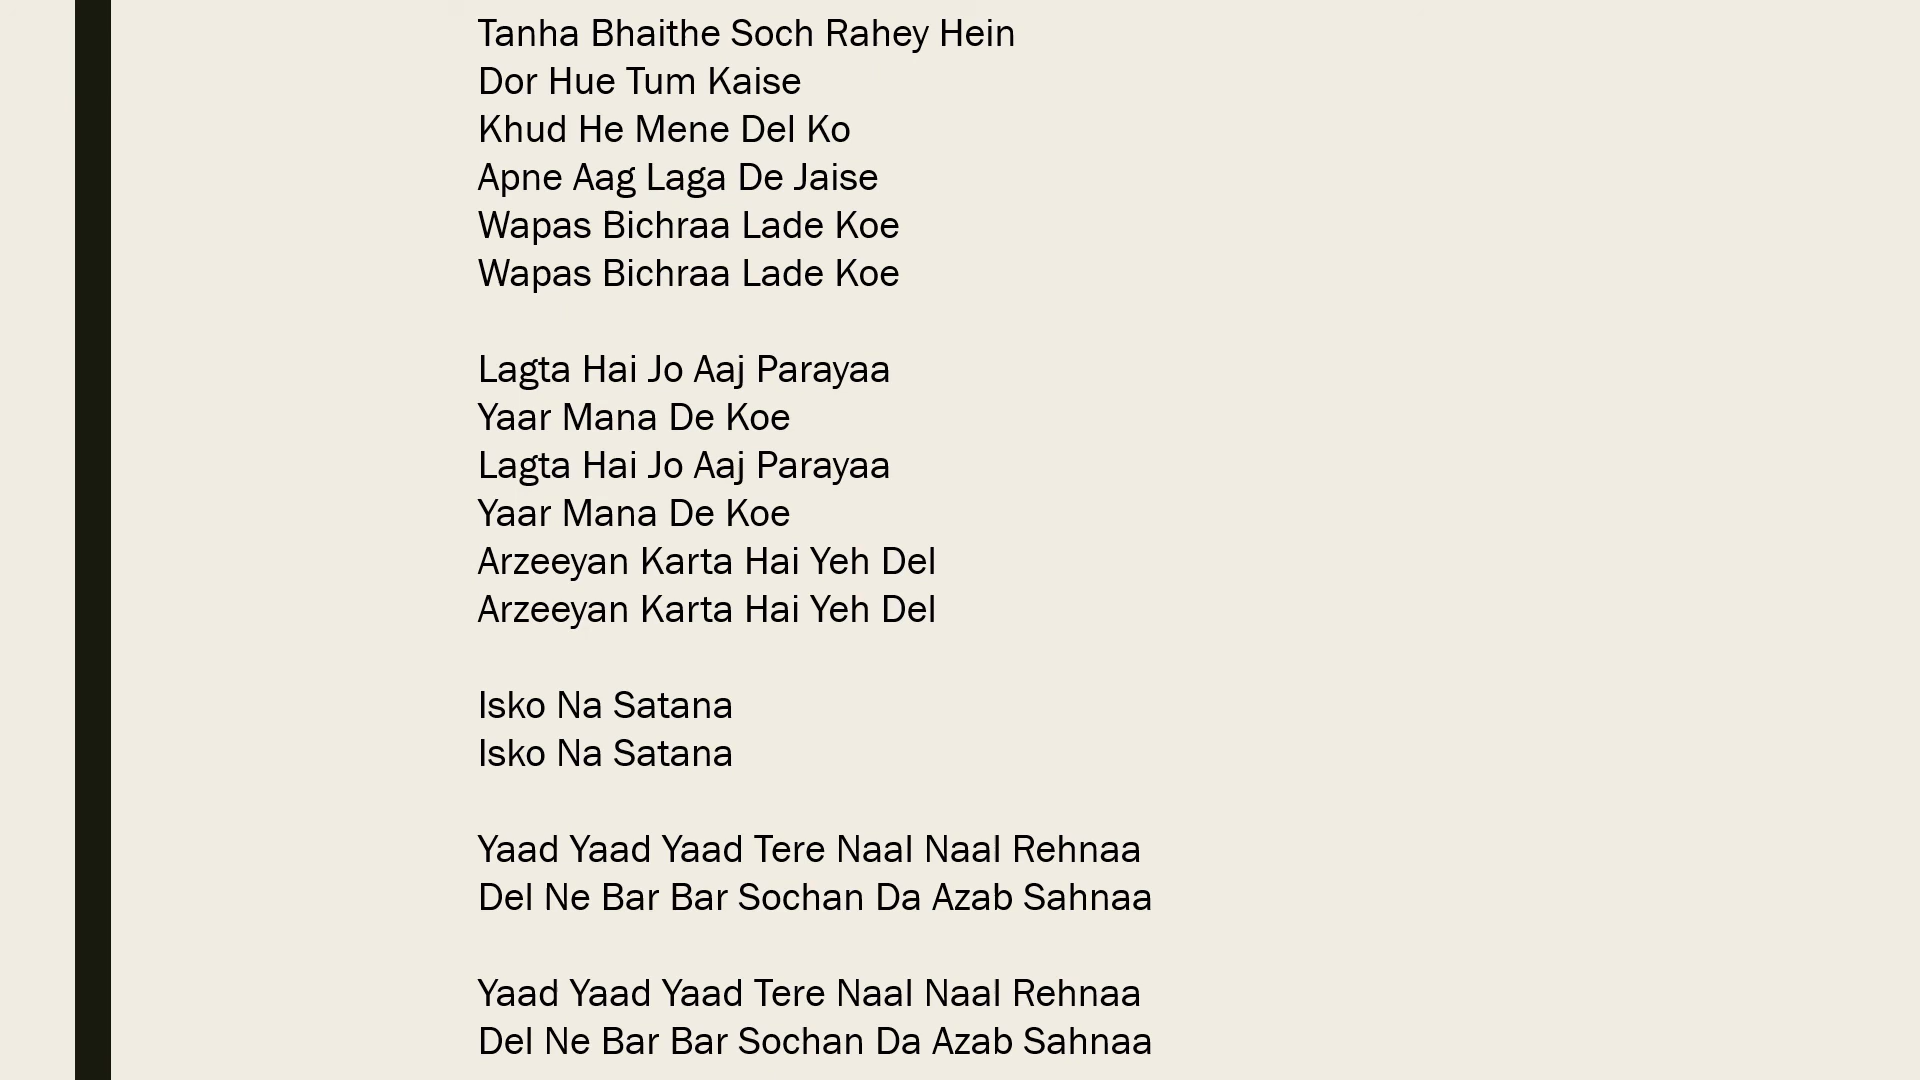 Tanha Bhaithe Soch Rahey Hein
Dor Hue Tum Kaise
Khud He Mene Del Ko
Apne Aag Laga De Jaise
Wapas Bichraa Lade Koe
Wapas Bichraa Lade Koe
Lagta Hai Jo Aaj Parayaa
Yaar Mana De Koe
Lagta Hai Jo Aaj Parayaa
Yaar Mana De Koe
Arzeeyan Karta Hai Yeh Del
Arzeeyan Karta Hai Yeh Del
Isko Na Satana
Isko Na Satana
Yaad Yaad Yaad Tere Naal Naal Rehnaa
Del Ne Bar Bar Sochan Da Azab Sahnaa
Yaad Yaad Yaad Tere Naal Naal Rehnaa
Del Ne Bar Bar Sochan Da Azab Sahnaa